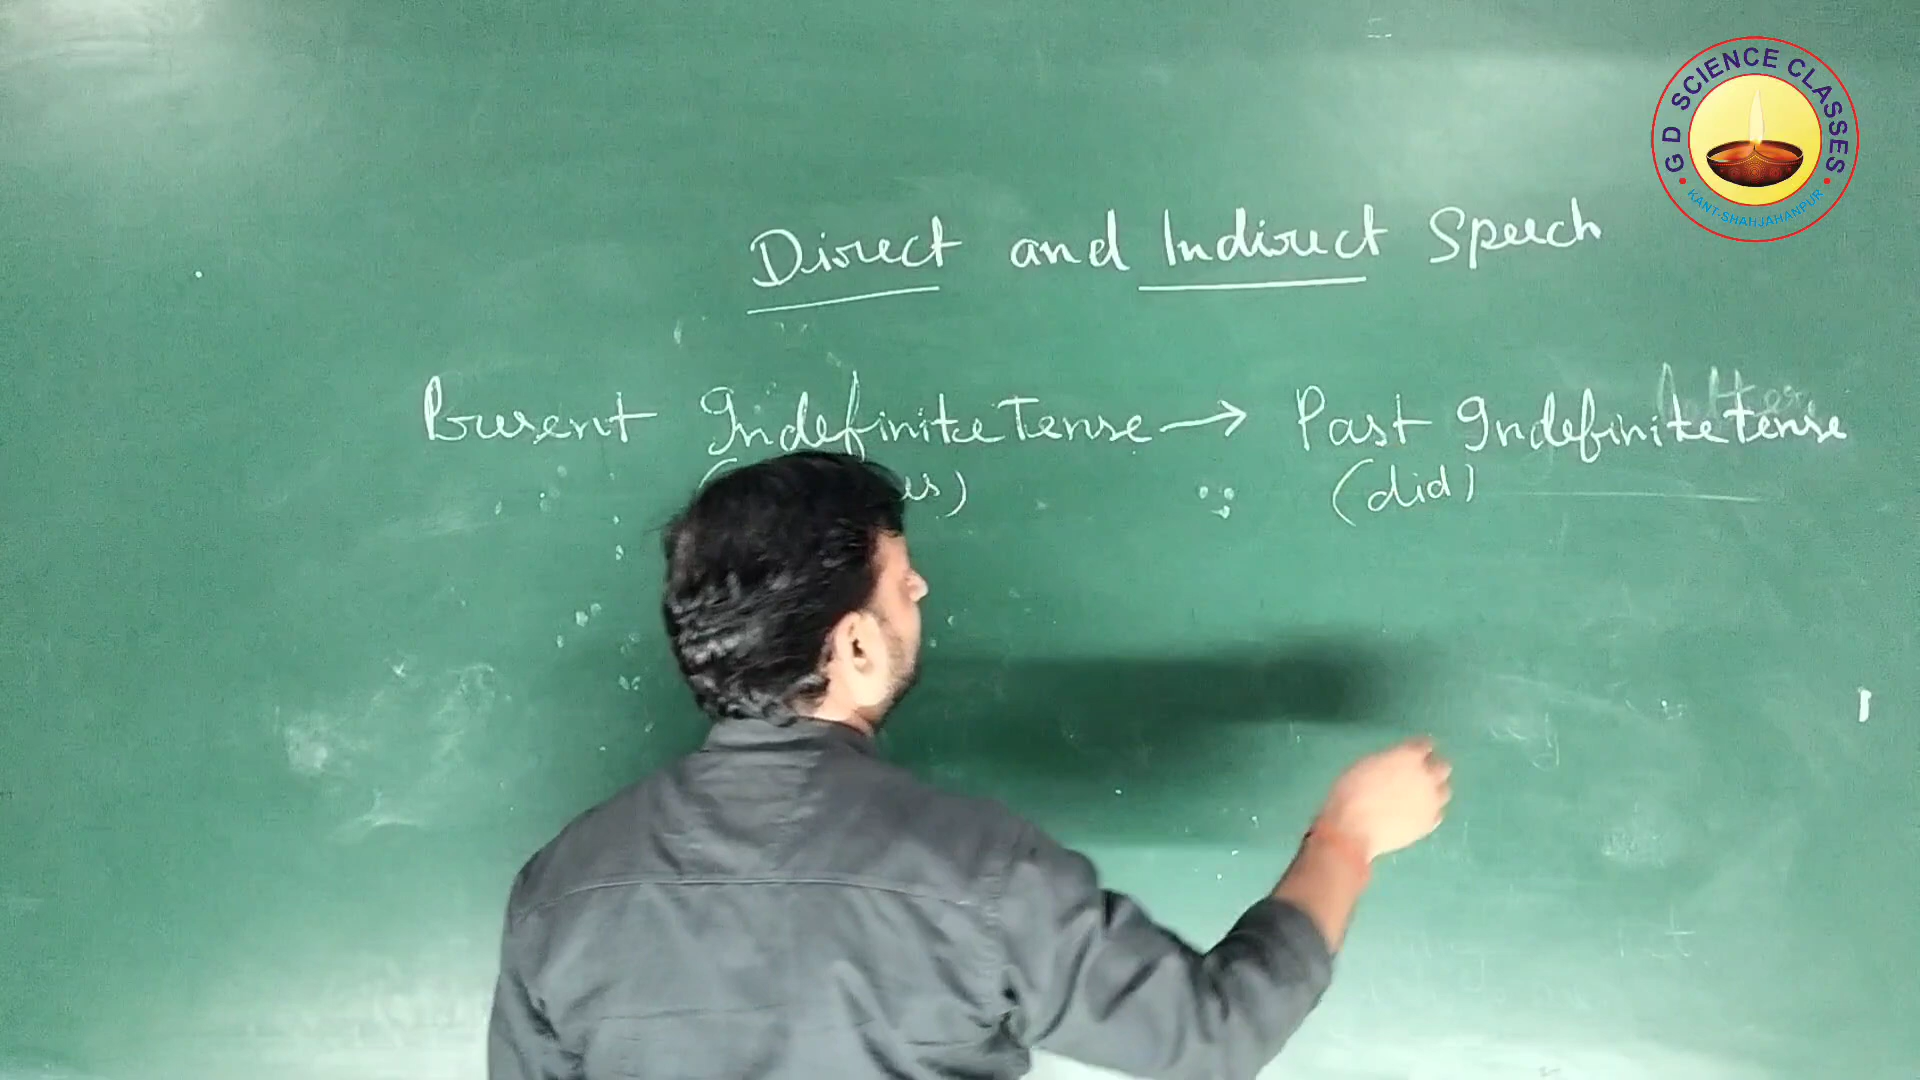 G D SCIENCE CLASSES
KANT-SHAHJAHANPUR
Direct and Indirect Speech
Present Indefinite Tense → Past Indefinite tense
(did)